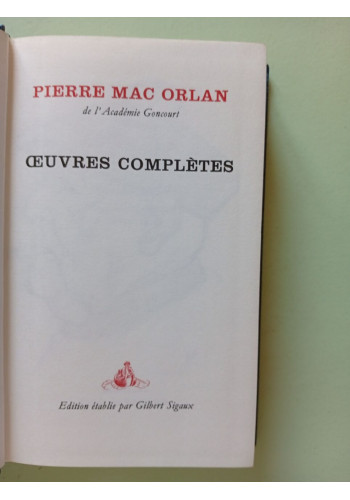 PIERRE MAC ORLAN
de l'Académie Goncourt
ŒUVRES COMPLÈTES
Edition établie par Gilbert Sigaux